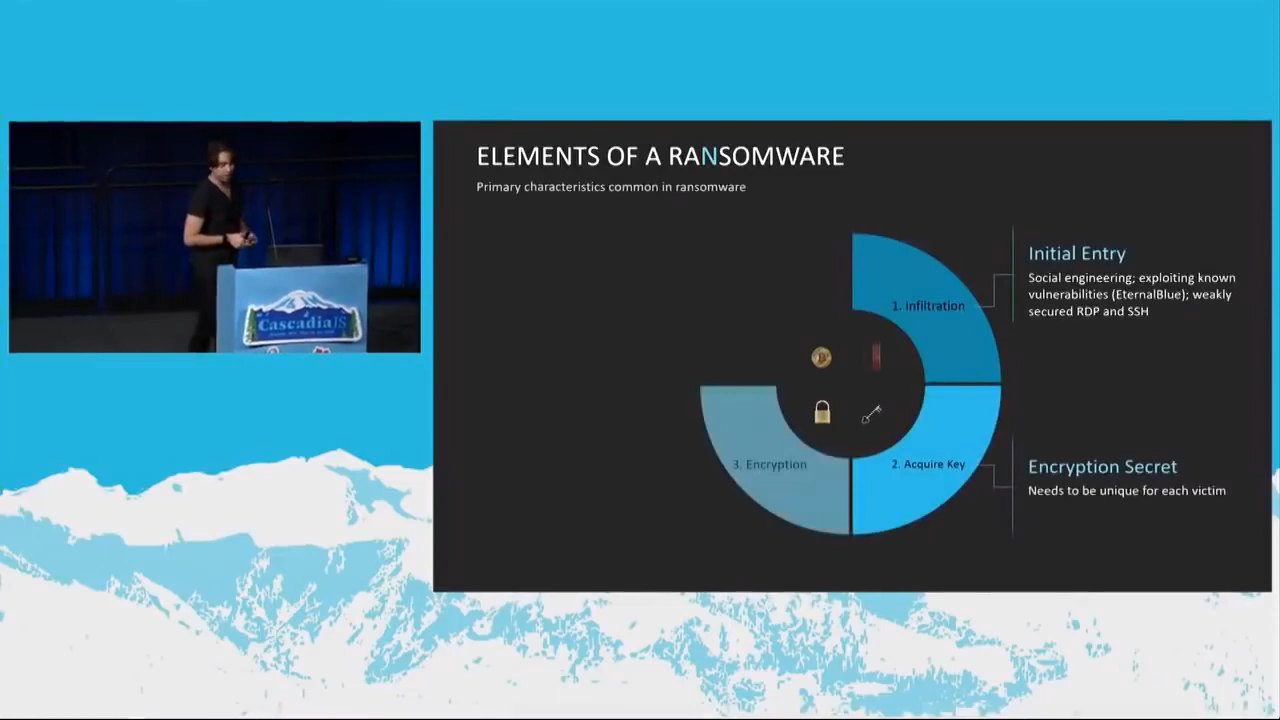 ELEMENTS OF A RANSOMWARE
Primary characteristics common in ransomware
1. Infiltration
Initial Entry
Social engineering; exploiting known
vulnerabilities (EternalBlue); weakly
secured RDP and SSH
2. Acquire Key
Encryption Secret
Needs to be unique for each victim
3. Encryption
CascadiaJS